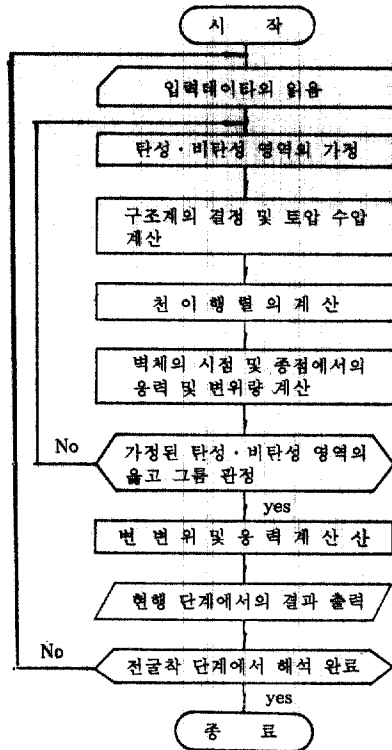 시 작
입력데이타의 읽음
탄성·비탄성 영역의 가정
구조계의 결정 및 토압 수압
계산
천 이 행 렬 의 계 산
벽체의 시점 및 종점에서의
응력 및 변위량 계산
No
가정된 탄성·비탄성 영역의
옳고 그름 판정
yes
변 변 위 및 응 력 계 산 산
현행 단계에서의 결과 출력
No
전굴착 단계에서 해석 완료
yes
종 료